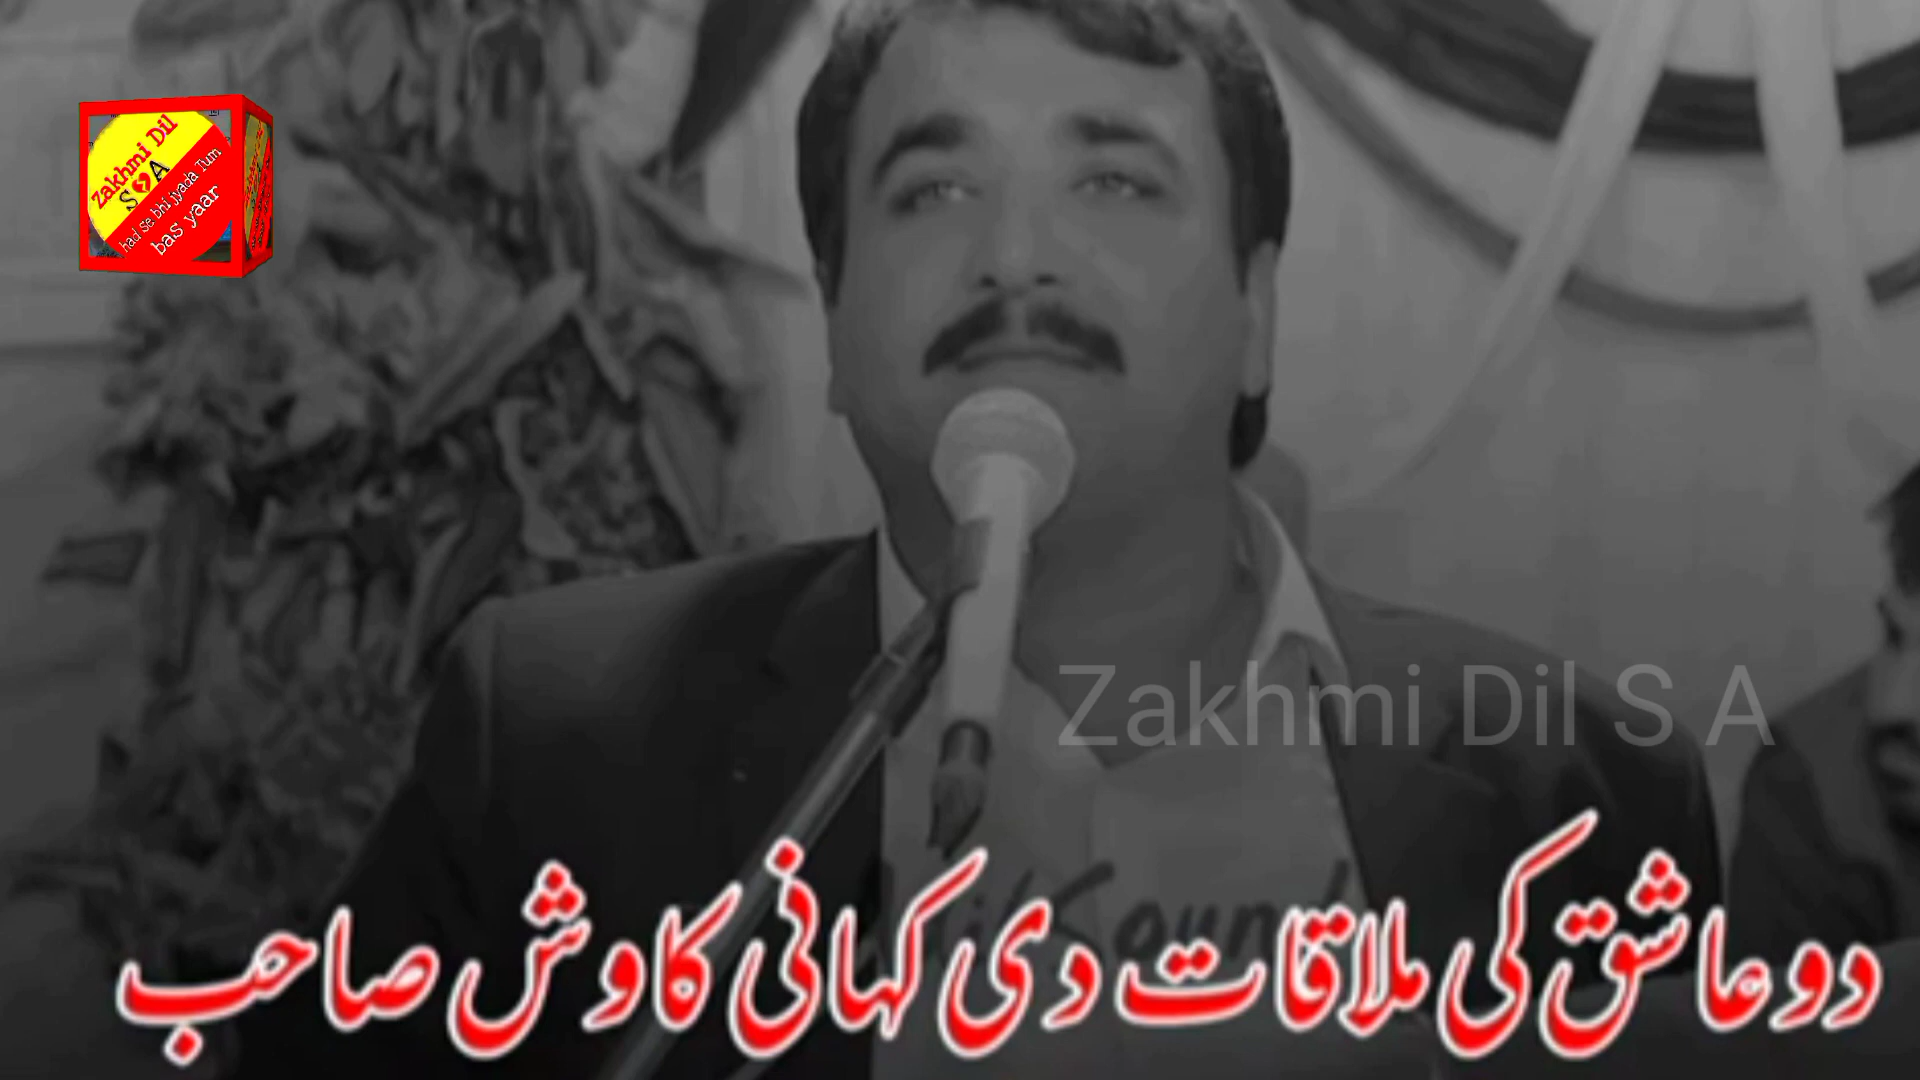 Zakhmi Dil
S A
had se bhi jyada Tum
bas yaar
Zakhmi Dil S A
دو عاشق کی ملاقات دی کہانی کاوش صاحب